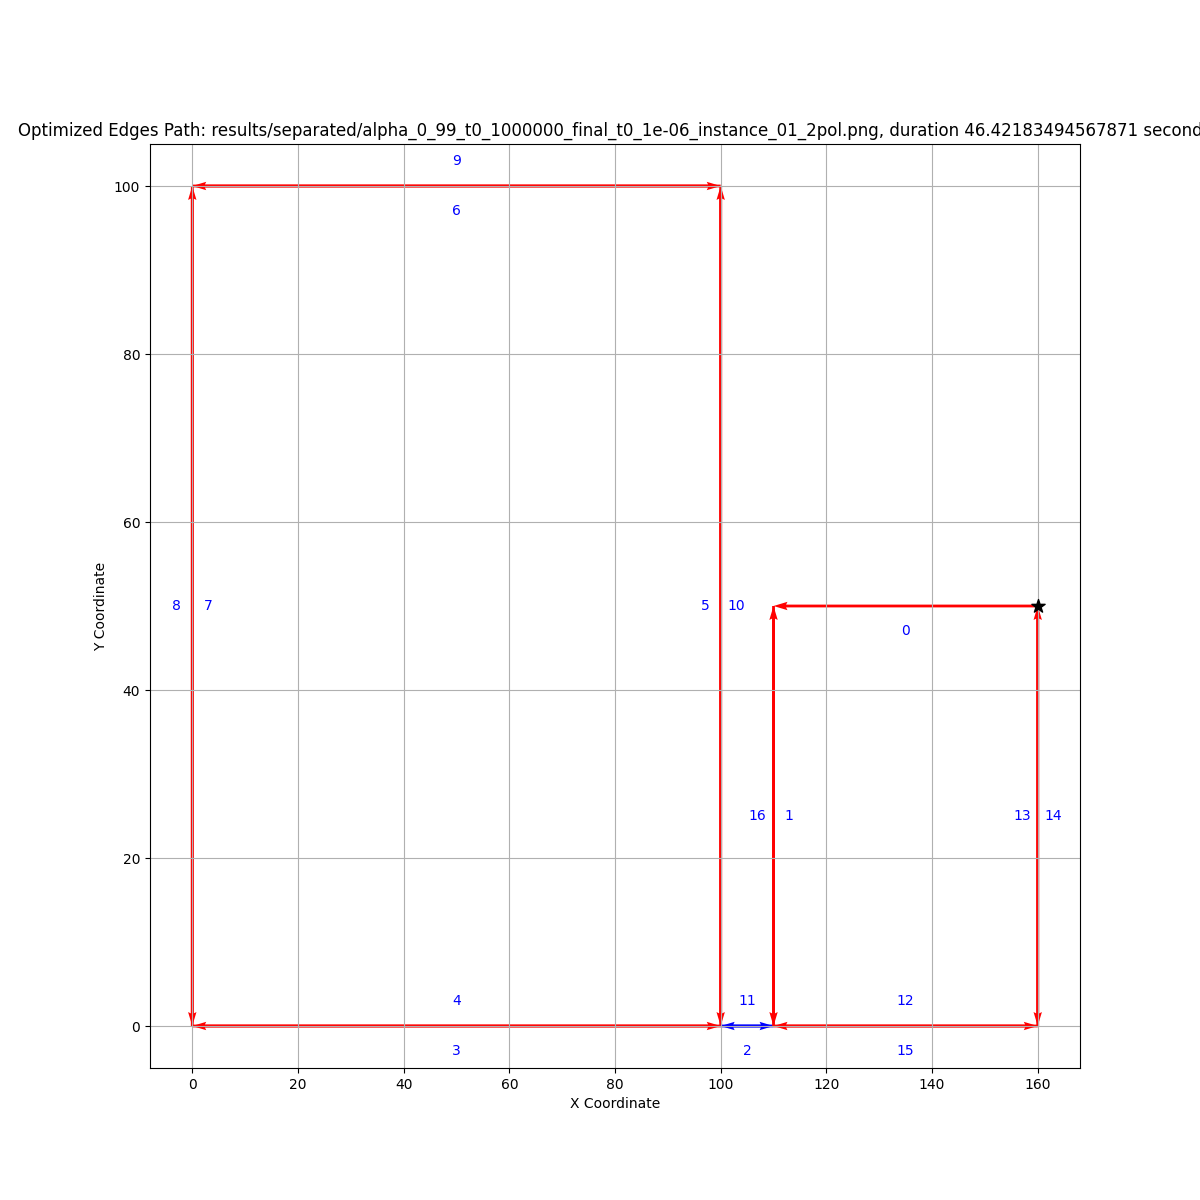 Optimized Edges Path: results/separated/alpha_0_99_t0_1000000_final_t0_1e-06_instance_01_2pol.png, duration 46.42183494567871 second
9
100
6
80
60
8 7 5 10
0
40
16 1 13 14
20
4 11 12
0
3 2 15
0 20 40 60 80 100 120 140 160
X Coordinate
Y Coordinate